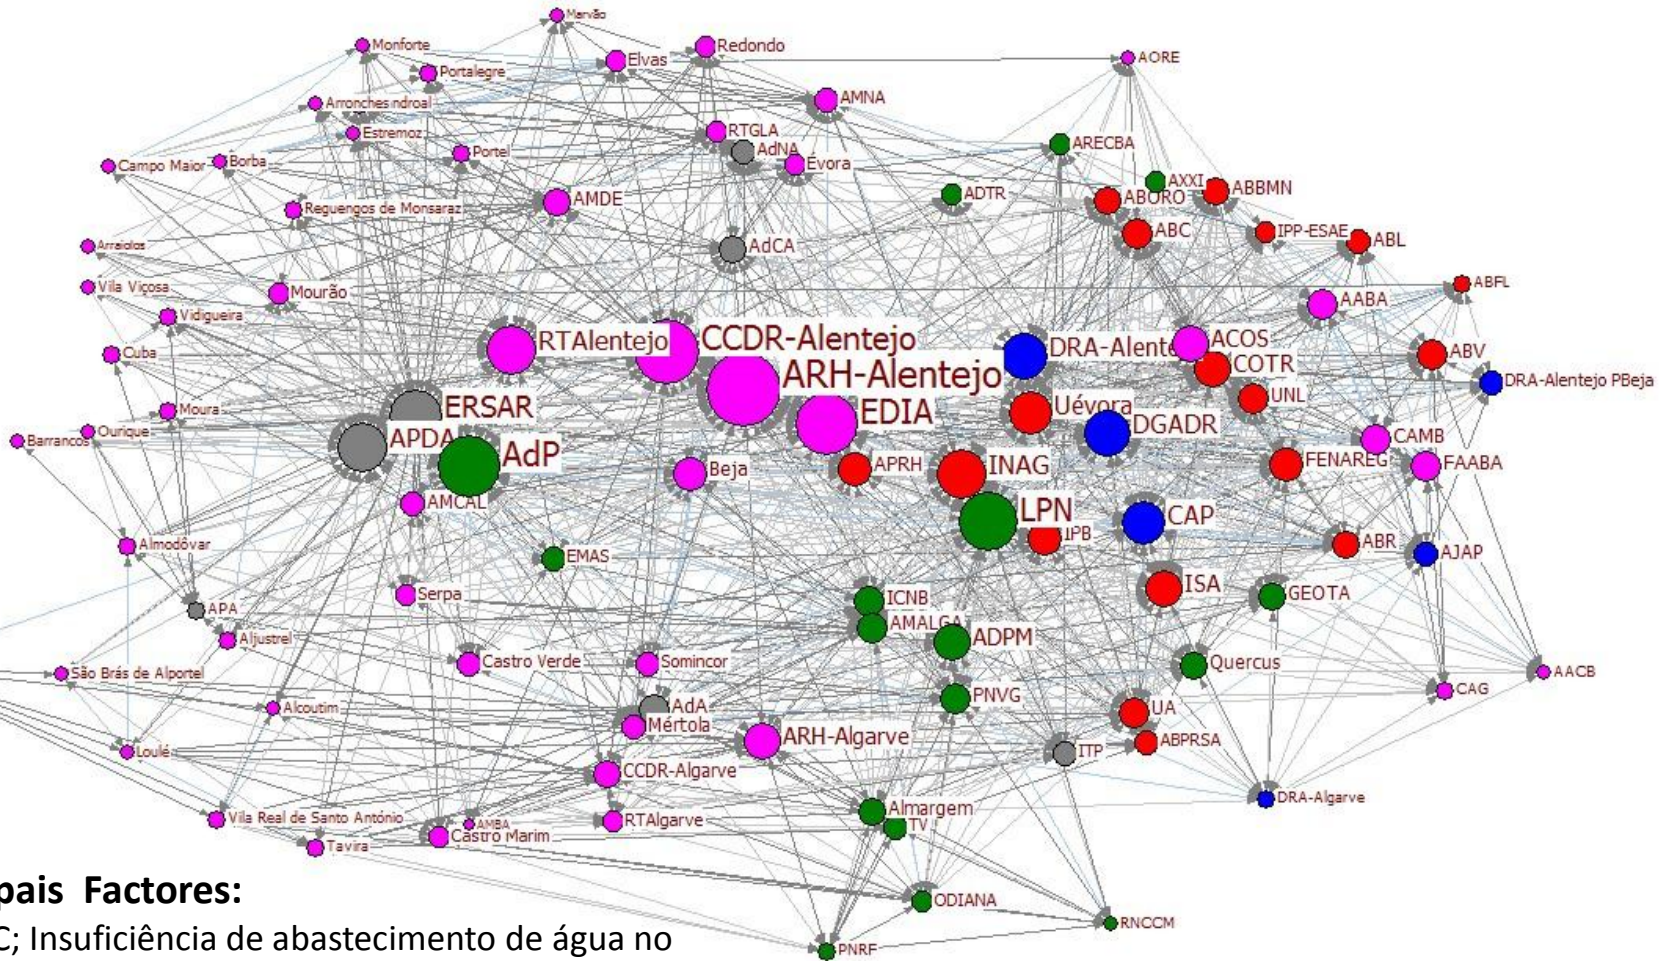 Marvão
Monforte
Redondo
Elvas
AORE
Portalegre
AMNA
Arronches
ndroal
Estremoz
RTGLA
AdNA
ARECBA
Portel
Évora
Campo Maior
Borba
AXXI
ABBMN
ADTR
ABORO
AMDE
Reguengos de Monsaraz
ABC
IPP-ESAE
ABL
Arraiolos
AdCA
Vila Viçosa
Mourão
ABFL
AABA
Vidigueira
RTAlentejo
CCDR-Alentejo
DRA-Alente
ACOS
Cuba
ABV
COTR
ARH-Alentejo
DRA-Alentejo PBeja
UNL
ERSAR
Uévora
Moura
EDIA
DGADR
Ourique
Barrancos
APDA
CAMB
AdP
Beja
APRH
INAG
FENAREG
FAABA
AMCAL
LPN
CAP
IPB
Almodôvar
EMAS
ABR
AJAP
ISA
Serpa
ICNB
GEOTA
APA
AMALGA
Aljustrel
ADPM
Castro Verde
Somincor
Quercus
São Brás de Alportel
AACB
CAG
PNVG
Alcoutim
AdA
UA
Mértola
ARH-Algarve
ABPRSA
Loulé
ITP
CCDR-Algarve
DRA-Algarve
Almargem
Vila Real de Santo António
AMBA
RTAlgarve
TV
Castro Marim
Tavira
pais Factores:
ODIANA
RNCCM
C; Insuficiência de abastecimento de água no
PNRF